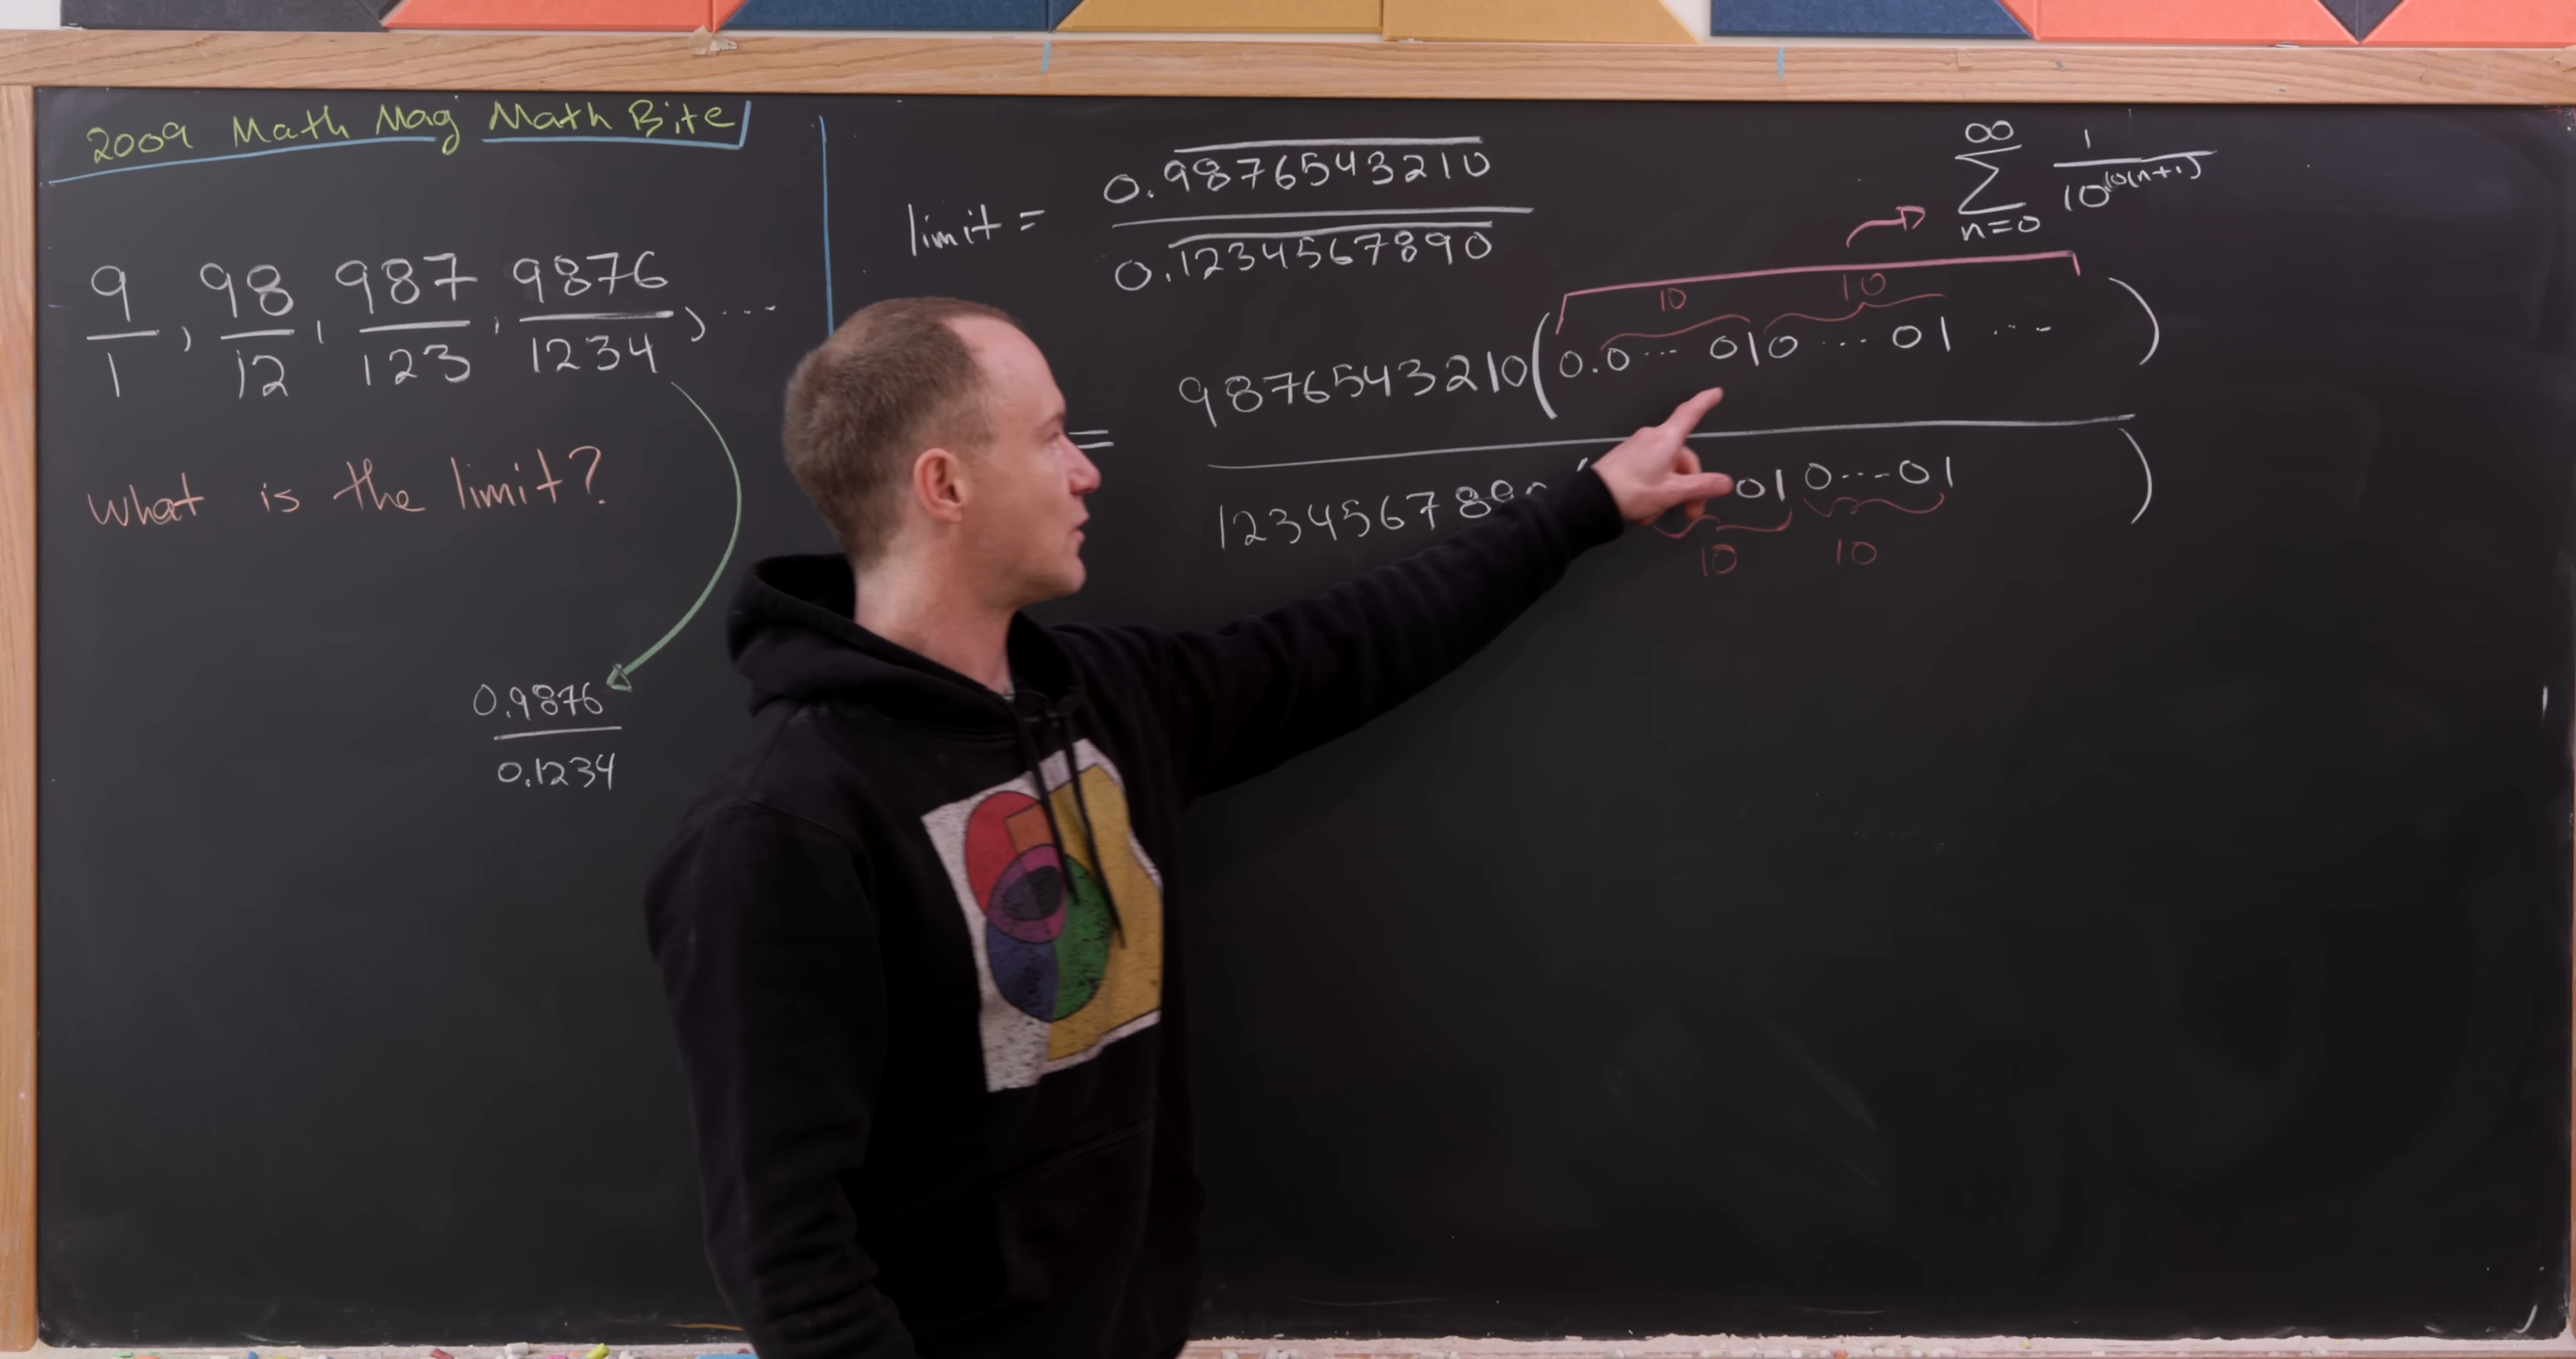 2009 Math Mag Math Bite
9/1, 98/12, 987/123, 9876/1234, ...
What is the limit?
0.9876
0.1234
limit =
0.9876543210
0.1234567890
∞
∑ 1/10^10(n+1)
n=0
10 10
= 9876543210(0.0...010...01...)
123456789 010...01 )
10 10